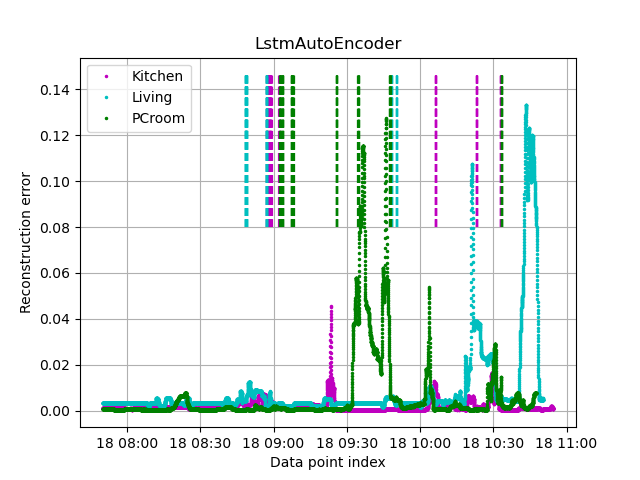 LstmAutoEncoder
Kitchen
Living
PCroom
0.14
0.12
0.10
0.08
0.06
0.04
0.02
0.00
Reconstruction error
18 08:00 18 08:30 18 09:00 18 09:30 18 10:00 18 10:30 18 11:00
Data point index